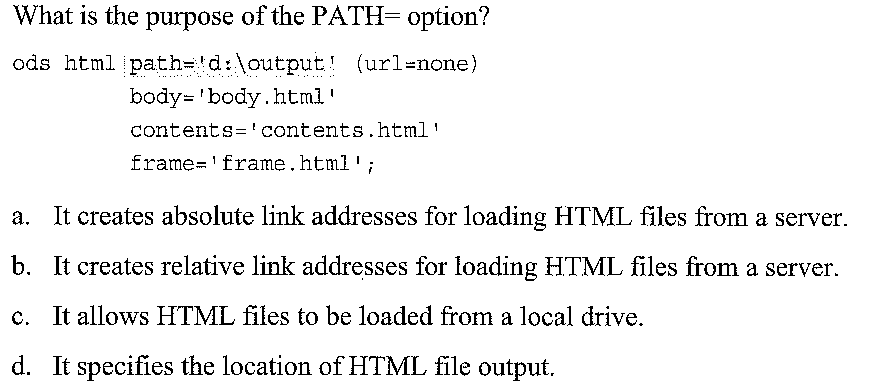 What is the purpose of the PATH= option?
ods html path='d:\output' (url=none)
body='body.html'
contents='contents.html'
frame='frame.html';
a. It creates absolute link addresses for loading HTML files from a server.
b. It creates relative link addresses for loading HTML files from a server.
c. It allows HTML files to be loaded from a local drive.
d. It specifies the location of HTML file output.